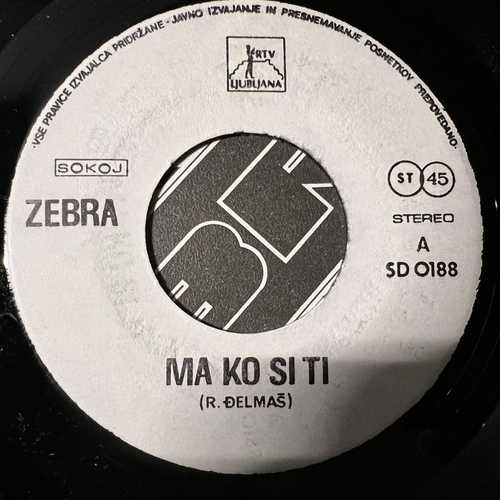 ·VSE PRAVICE IZVAJALCA PRIDRŽANE - JAVNO IZVAJANJE IN PRESNEMAVANJE POSNETKOV PREPOVEDANO·
RTV
LJUBLJANA
SOKOJ
ZEBRA
ST 45
STEREO
A
SD 0188
MA KO SI TI
(R. ĐELMAŠ)